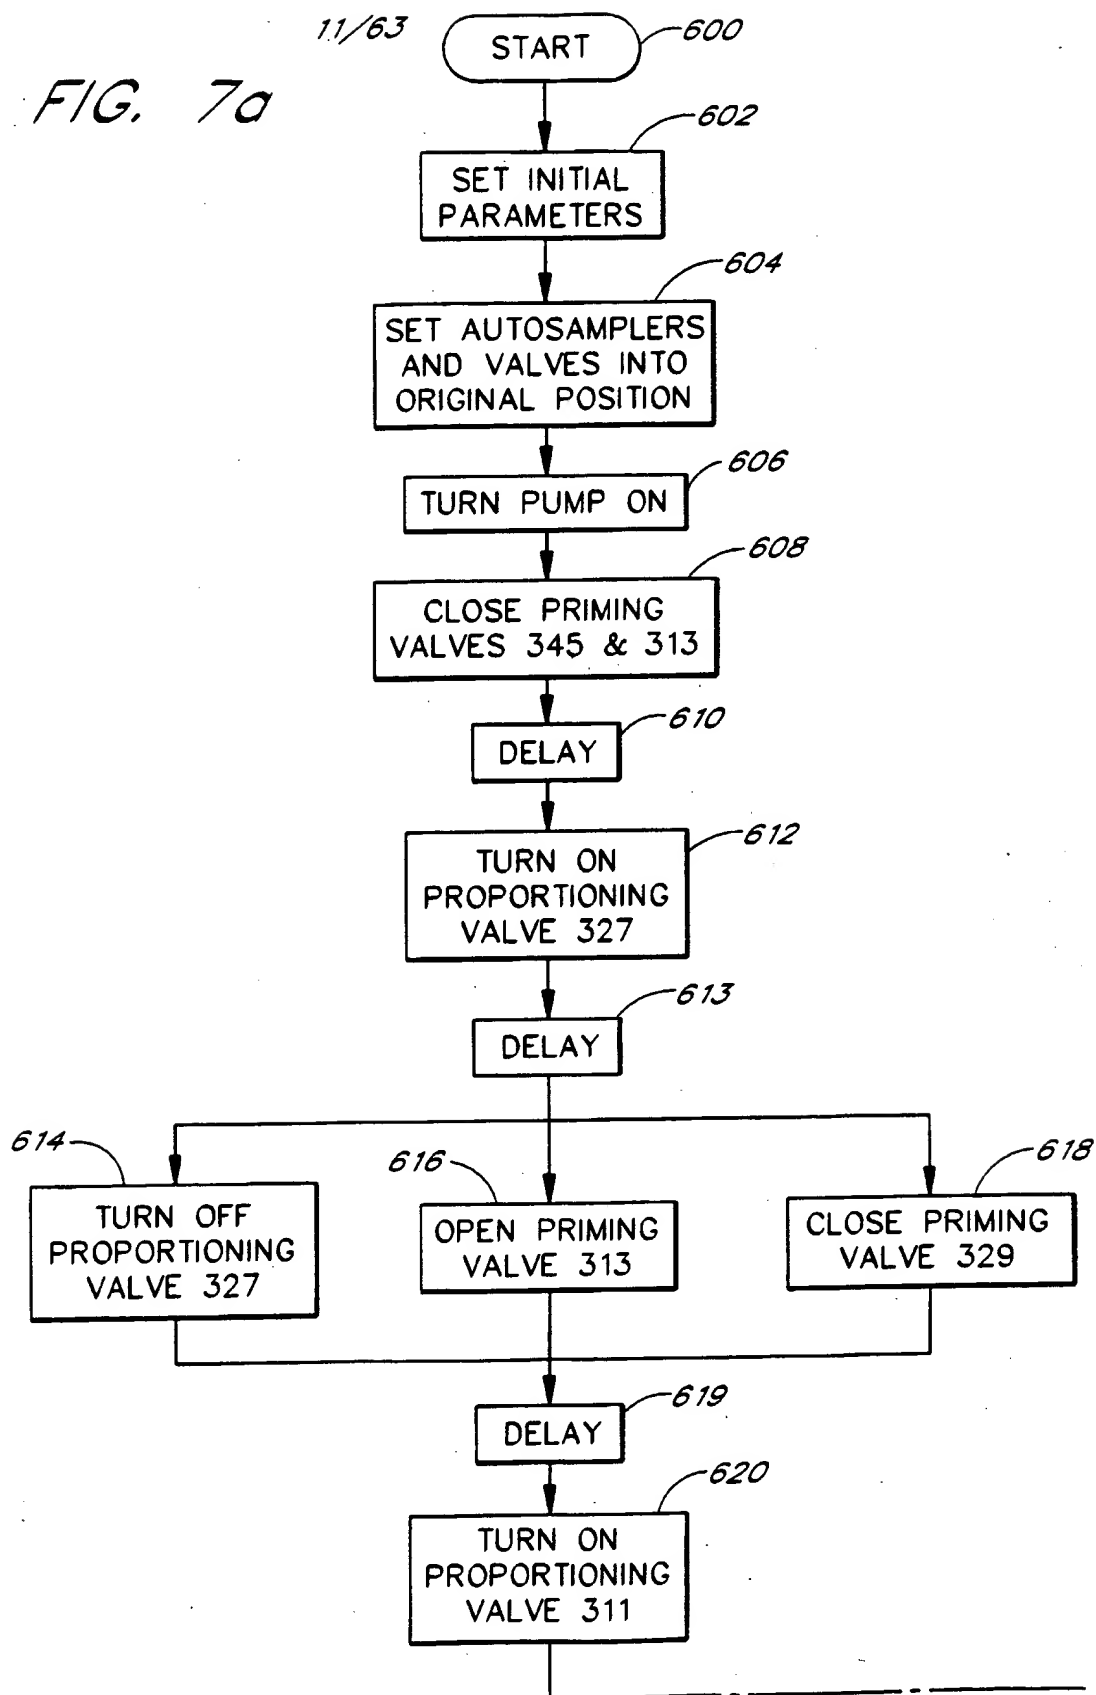 11/63
START
600
FIG. 7a
602
SET INITIAL
PARAMETERS
604
SET AUTOSAMPLERS
AND VALVES INTO
ORIGINAL POSITION
606
TURN PUMP ON
608
CLOSE PRIMING
VALVES 345 & 313
610
DELAY
612
TURN ON
PROPORTIONING
VALVE 327
613
DELAY
614
TURN OFF
PROPORTIONING
VALVE 327
616
OPEN PRIMING
VALVE 313
618
CLOSE PRIMING
VALVE 329
619
DELAY
620
TURN ON
PROPORTIONING
VALVE 311